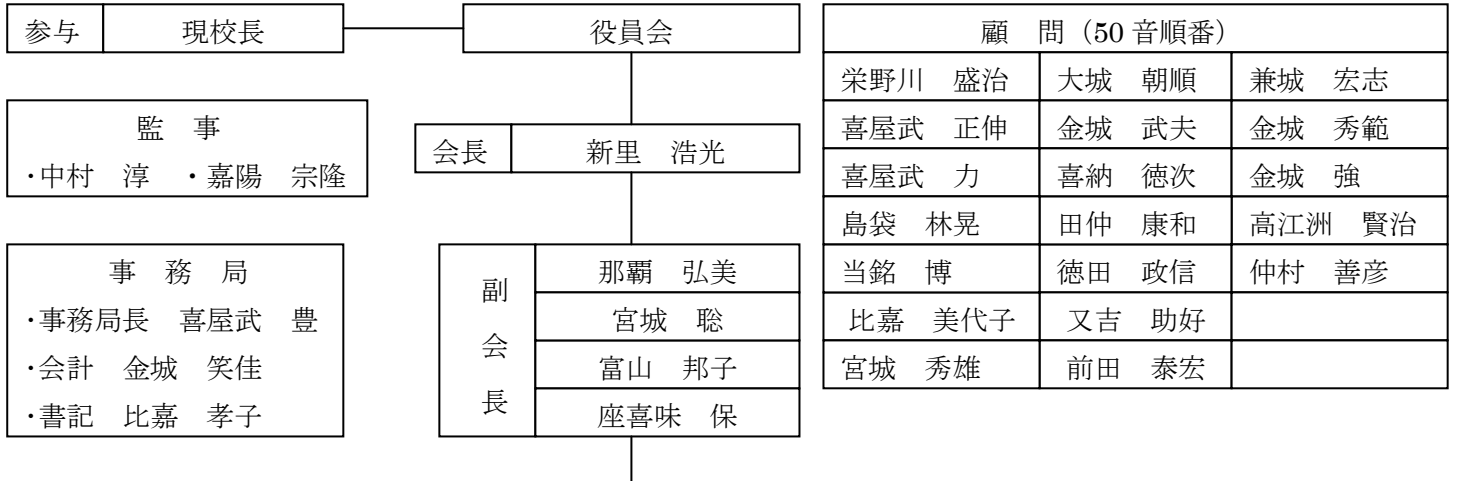 参与 現校長 役員会
監 事
・中村 淳 ・嘉陽 宗隆
会長 新里 浩光
事 務 局
・事務局長 喜屋武 豊
・会計 金城 笑佳
・書記 比嘉 孝子
副会長
那覇 弘美
宮城 聡
富山 邦子
座喜味 保
顧 問（50 音順番）
栄野川 盛治 大城 朝順 兼城 宏志
喜屋武 正伸 金城 武夫 金城 秀範
喜屋武 力 喜納 徳次 金城 強
島袋 林晃 田仲 康和 高江洲 賢治
当銘 博 徳田 政信 仲村 善彦
比嘉 美代子 又吉 助好
宮城 秀雄 前田 泰宏